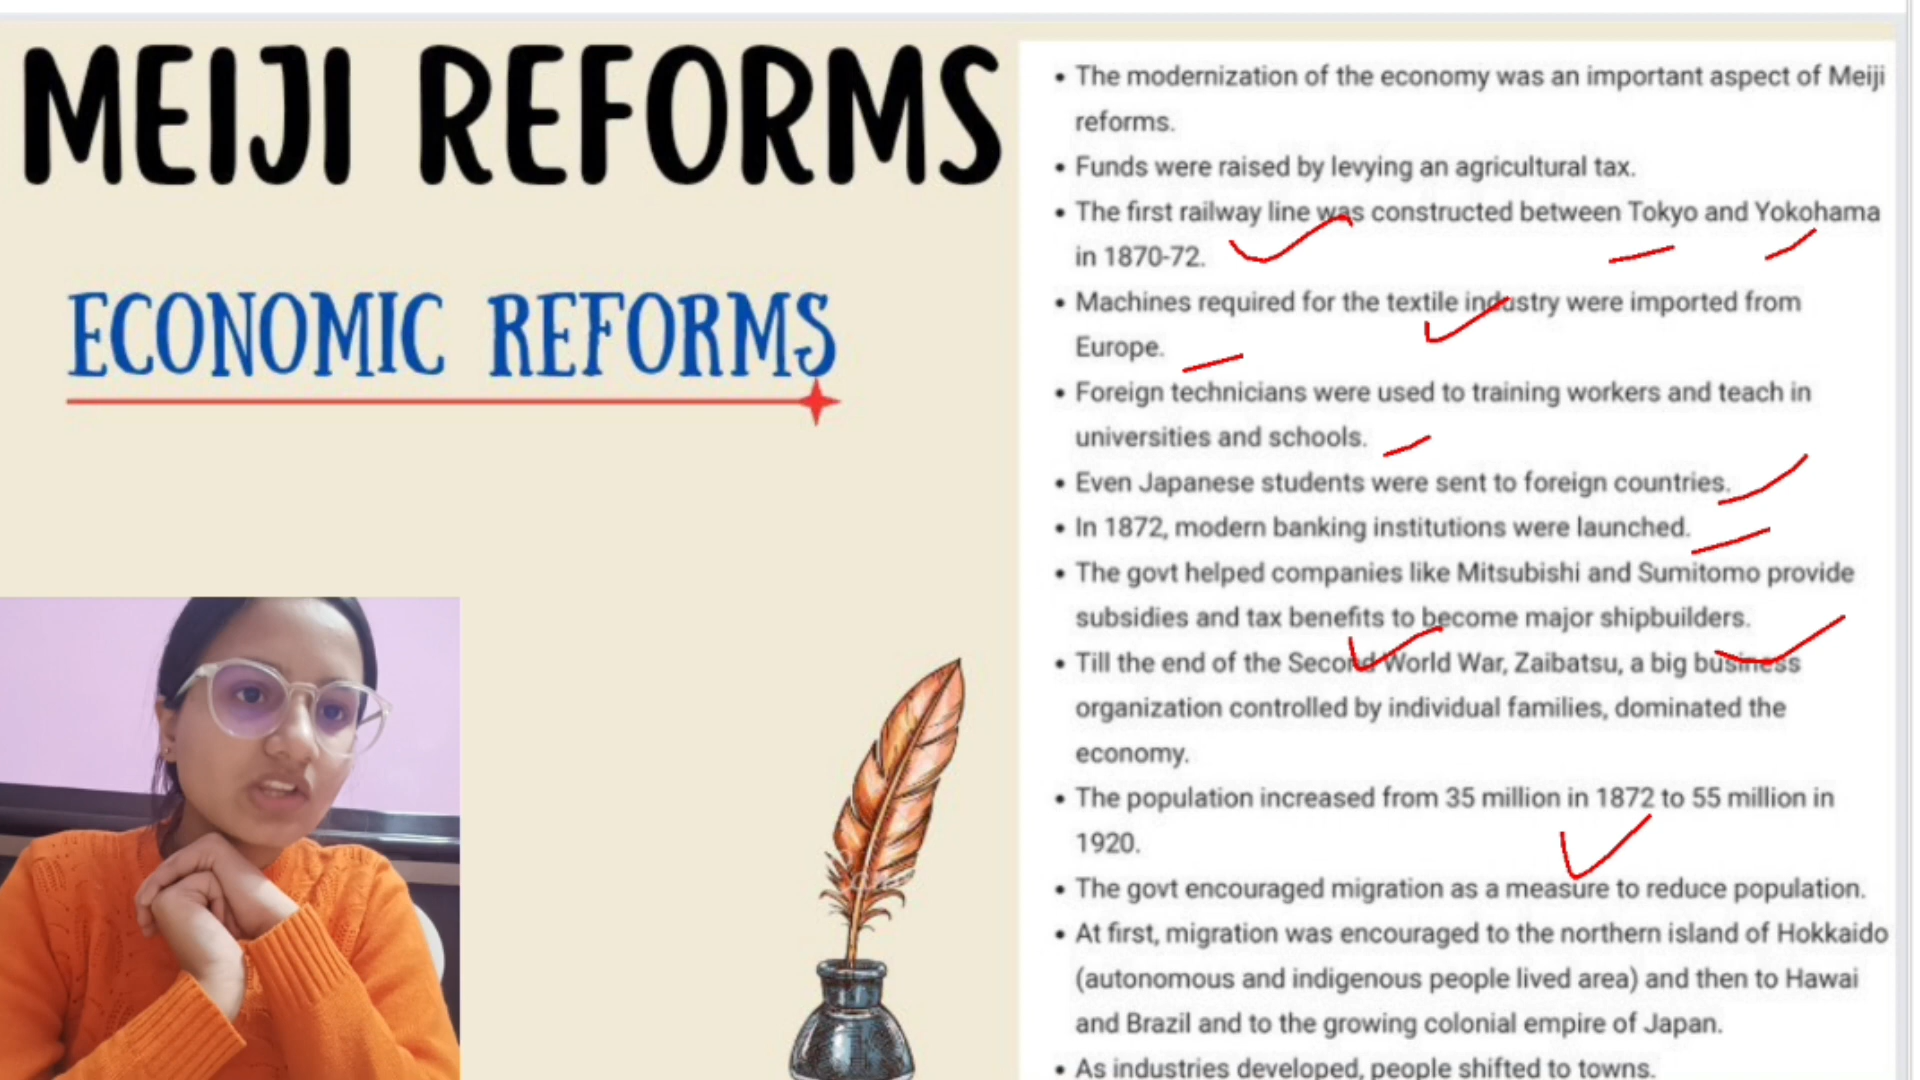 MEIJI REFORMS
ECONOMIC REFORMS
• The modernization of the economy was an important aspect of Meiji
reforms.
• Funds were raised by levying an agricultural tax.
• The first railway line was constructed between Tokyo and Yokohama
in 1870-72.
• Machines required for the textile industry were imported from
Europe.
• Foreign technicians were used to training workers and teach in
universities and schools.
• Even Japanese students were sent to foreign countries.
• In 1872, modern banking institutions were launched.
• The govt helped companies like Mitsubishi and Sumitomo provide
subsidies and tax benefits to become major shipbuilders.
• Till the end of the Second World War, Zaibatsu, a big business
organization controlled by individual families, dominated the
economy.
• The population increased from 35 million in 1872 to 55 million in
1920.
• The govt encouraged migration as a measure to reduce population.
• At first, migration was encouraged to the northern island of Hokkaido
(autonomous and indigenous people lived area) and then to Hawai
and Brazil and to the growing colonial empire of Japan.
• As industries developed, people shifted to towns.